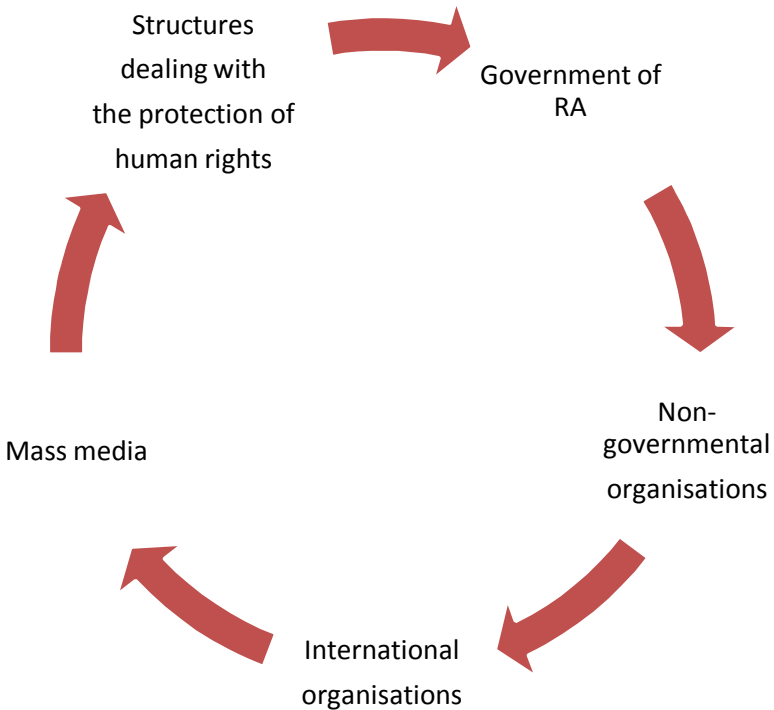 Structures
dealing with
the protection of
human rights
Government of
RA
Non-
governmental
organisations
International
organisations
Mass media